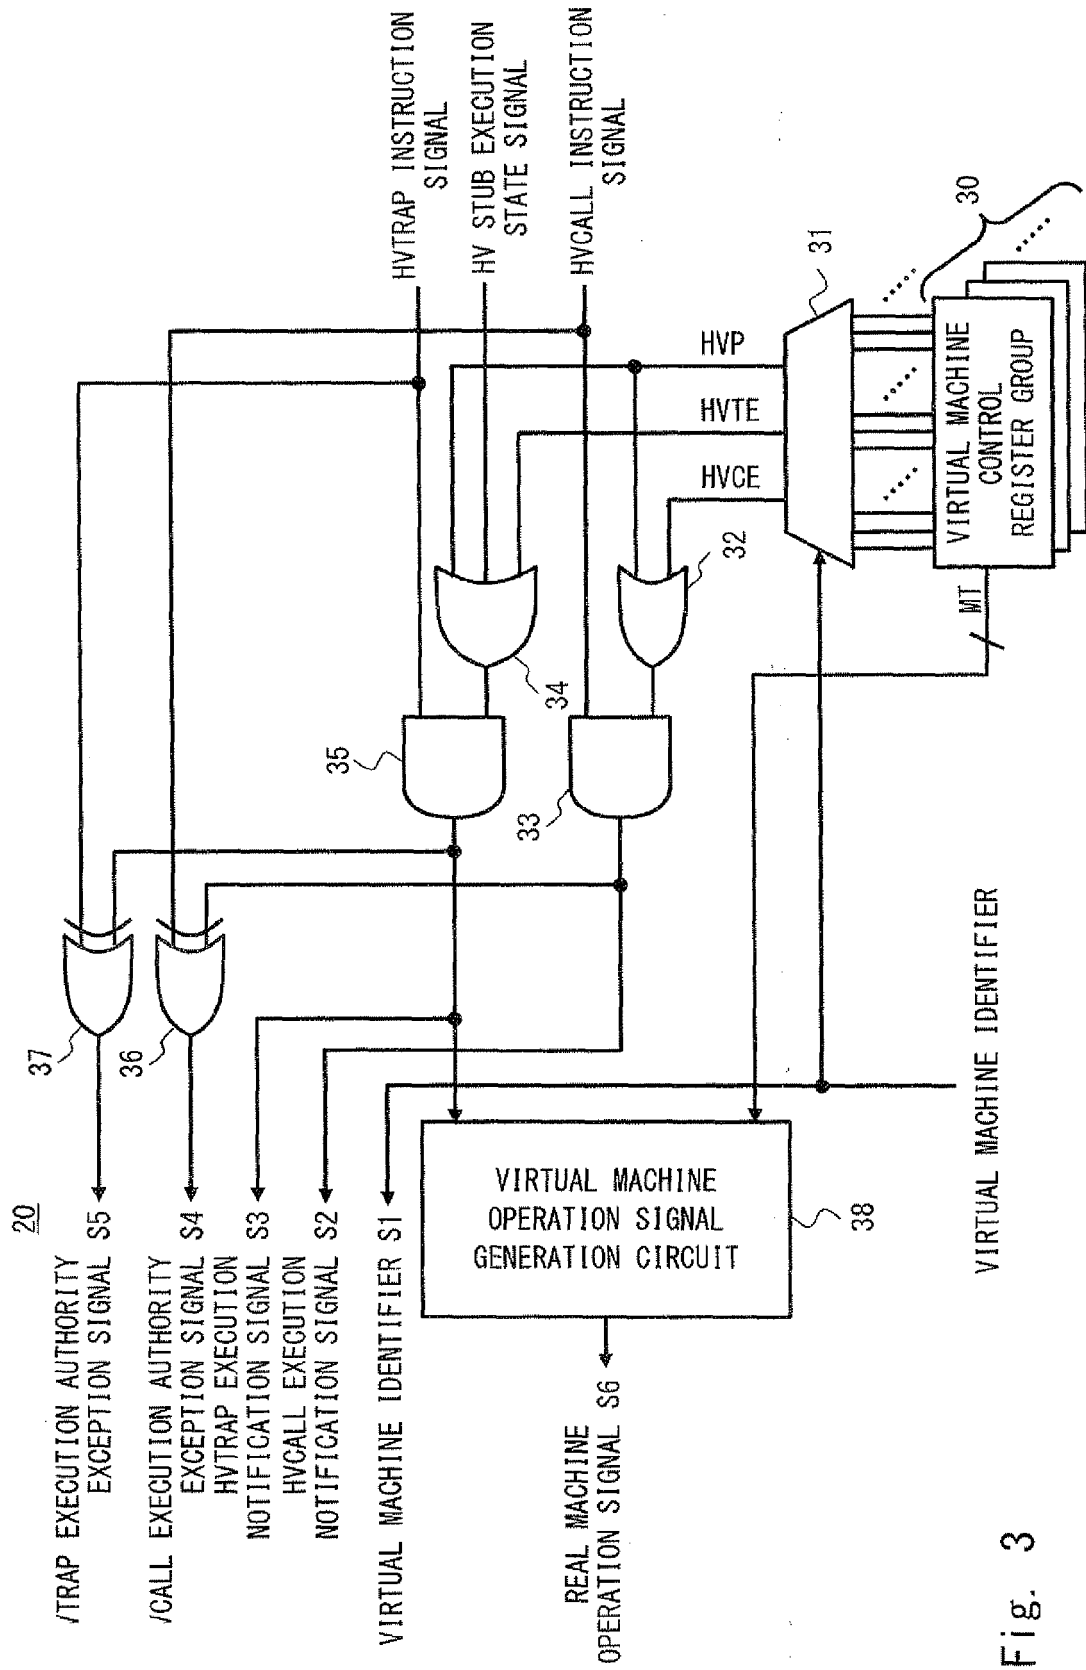 20
/TRAP EXECUTION AUTHORITY
EXCEPTION SIGNAL S5
/CALL EXECUTION AUTHORITY
EXCEPTION SIGNAL S4
HVTRAP EXECUTION
NOTIFICATION SIGNAL S3
HVCALL EXECUTION
NOTIFICATION SIGNAL S2
VIRTUAL MACHINE IDENTIFIER S1
REAL MACHINE
OPERATION SIGNAL S6
VIRTUAL MACHINE
OPERATION SIGNAL
GENERATION CIRCUIT
38
37
36
35
33
34
32
HVTRAP INSTRUCTION
SIGNAL
HV STUB EXECUTION
STATE SIGNAL
HVCALL INSTRUCTION
SIGNAL
HVP
HVTE
HVCE
31
30
VIRTUAL MACHINE
CONTROL
REGISTER GROUP
MT
VIRTUAL MACHINE IDENTIFIER
Fig. 3